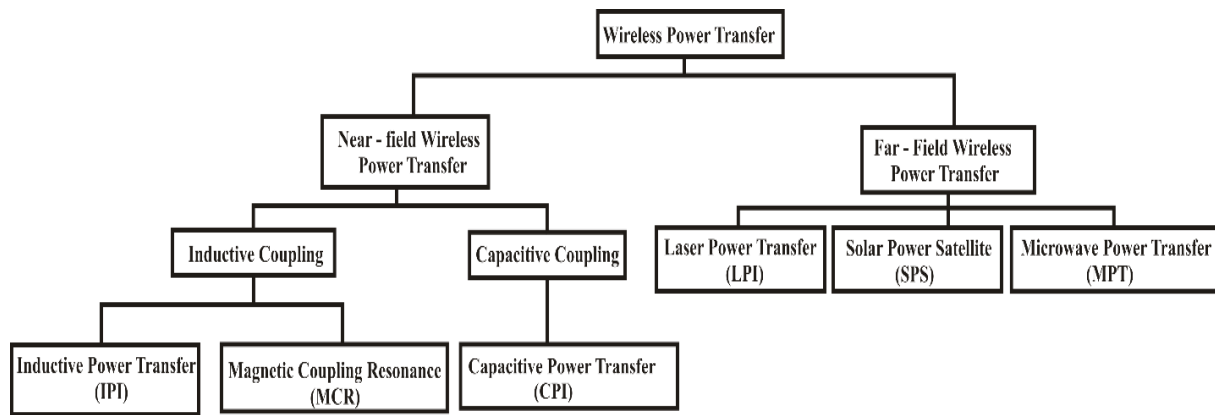 Wireless Power Transfer
Near - field Wireless
Power Transfer
Far - Field Wireless
Power Transfer
Inductive Coupling
Capacitive Coupling
Laser Power Transfer
(LPI)
Solar Power Satellite
(SPS)
Microwave Power Transfer
(MPT)
Inductive Power Transfer
(IPI)
Magnetic Coupling Resonance
(MCR)
Capacitive Power Transfer
(CPI)